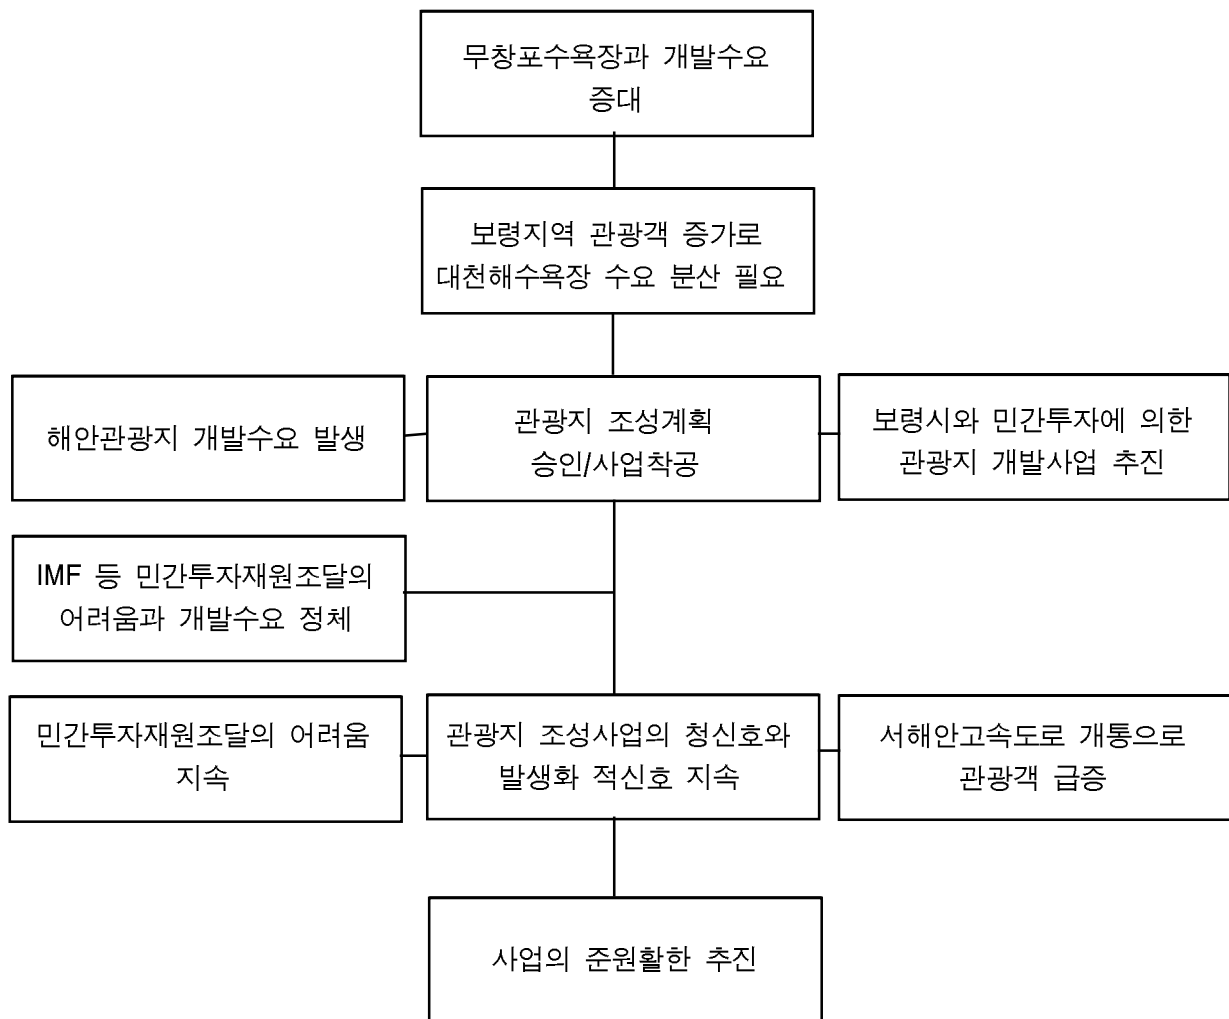 무창포수욕장과 개발수요
증대
보령지역 관광객 증가로
대천해수욕장 수요 분산 필요
해안관광지 개발수요 발생
관광지 조성계획
승인/사업착공
보령시와 민간투자에 의한
관광지 개발사업 추진
IMF 등 민간투자재원조달의
어려움과 개발수요 정체
민간투자재원조달의 어려움
지속
관광지 조성사업의 청신호와
발생화 적신호 지속
서해안고속도로 개통으로
관광객 급증
사업의 준원활한 추진